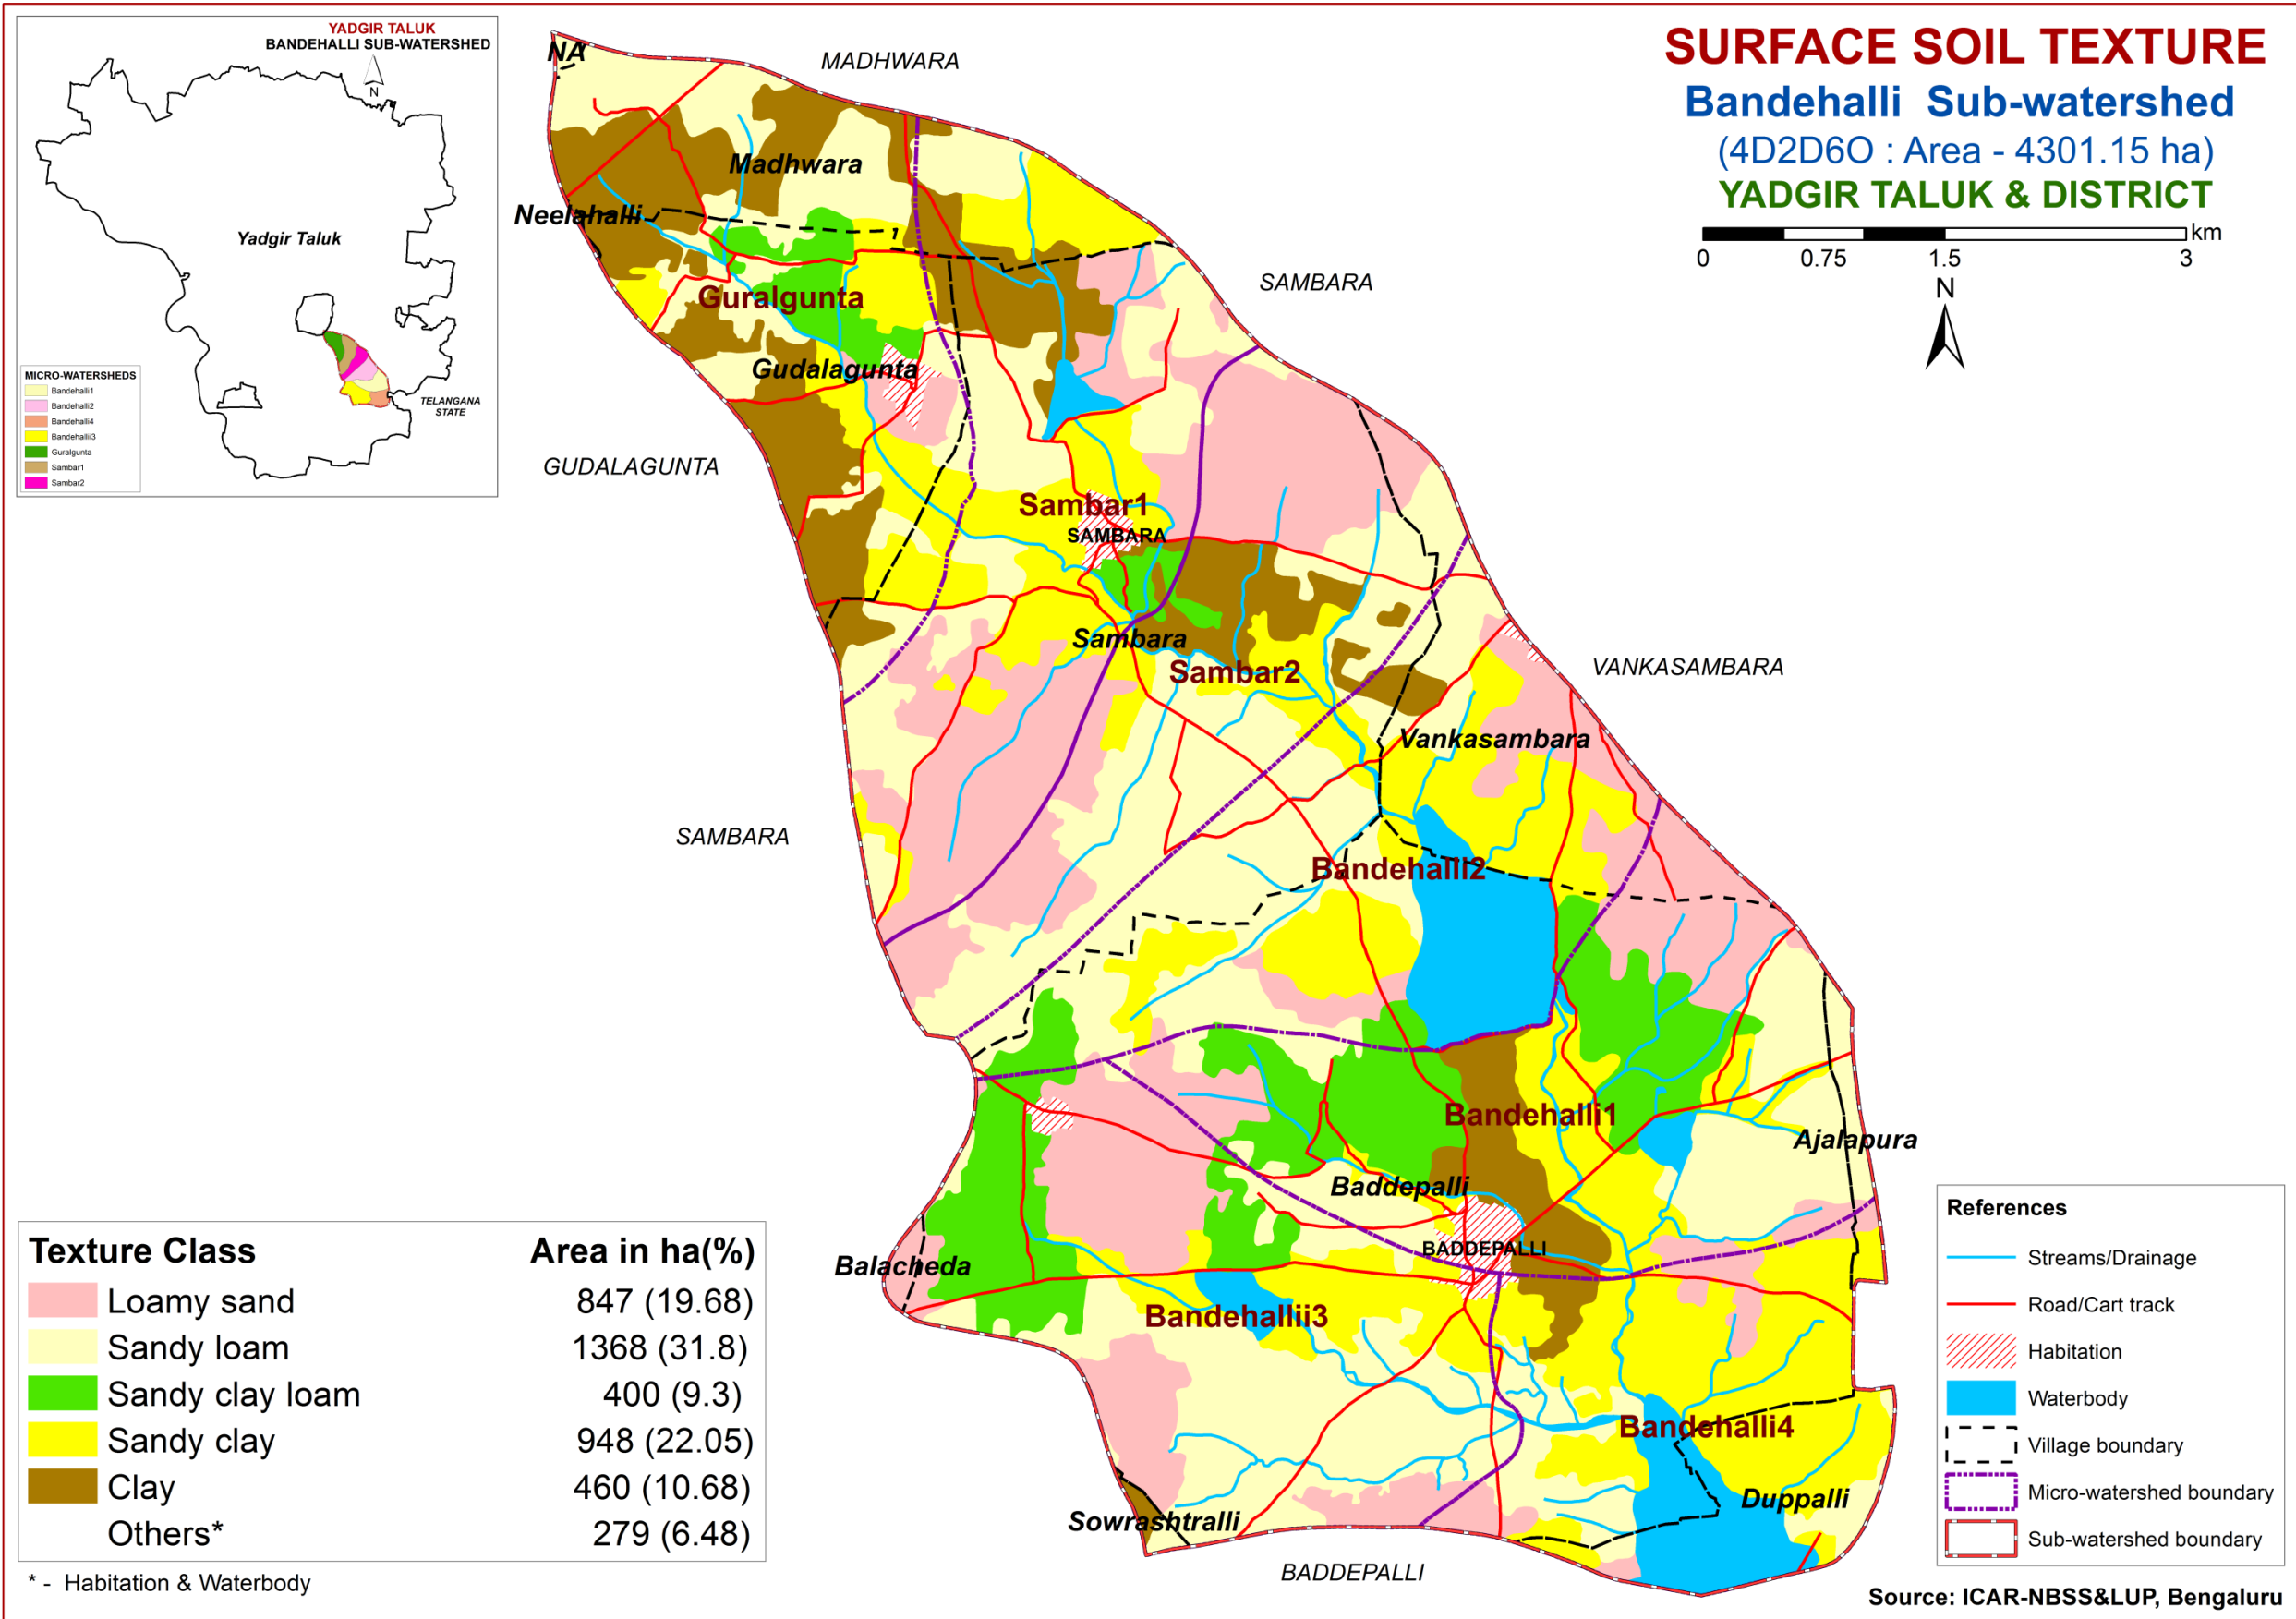 YADGIR TALUK
BANDEHALLI SUB-WATERSHED
N
Yadgir Taluk
TELANGANA
STATE
MICRO-WATERSHEDS
Bandehalli1
Bandehalli2
Bandehalli4
Bandehallii3
Guralgunta
Sambar1
Sambar2
SURFACE SOIL TEXTURE
Bandehalli Sub-watershed
(4D2D6O : Area - 4301.15 ha)
YADGIR TALUK & DISTRICT
km
0 0.75 1.5 3
N
NA
MADHWARA
Madhwara
Neelahalli
SAMBARA
Guralgunta
Gudalagunta
GUDALAGUNTA
Sambar1
SAMBARA
Sambara
Sambar2
VANKASAMBARA
Vankasambara
SAMBARA
Bandehalli2
Bandehalli1
Ajalapura
Baddepalli
BADDEPALLI
Balacheda
Bandehallii3
Bandehalli4
Duppalli
Sowrashtralli
BADDEPALLI
Texture Class Area in ha(%)
Loamy sand 847 (19.68)
Sandy loam 1368 (31.8)
Sandy clay loam 400 (9.3)
Sandy clay 948 (22.05)
Clay 460 (10.68)
Others* 279 (6.48)
* - Habitation & Waterbody
References
Streams/Drainage
Road/Cart track
Habitation
Waterbody
Village boundary
Micro-watershed boundary
Sub-watershed boundary
Source: ICAR-NBSS&LUP, Bengaluru